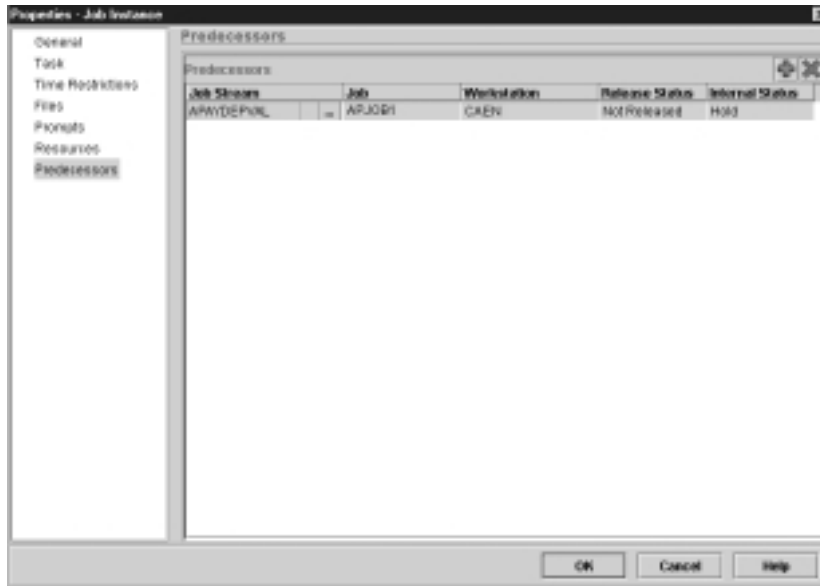 Properties - Job Instance
General
Task
Time Restrictions
Files
Prompts
Resources
Predecessors
Predecessors
Predecessors
Job Stream Job Workstation Release Status Internal Status
APJOB1 CAEN Not Released Hold
OK Cancel Help